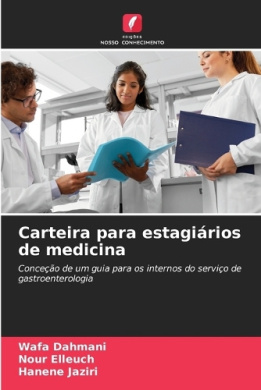 edições
NOSSO CONHECIMENTO
Carteira para estagiários
de medicina
Conceção de um guia para os internos do serviço de
gastroenterologia
Wafa Dahmani
Nour Elleuch
Hanene Jaziri